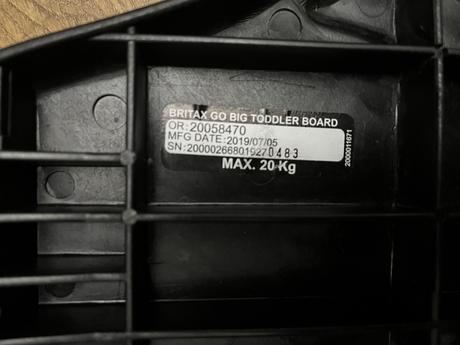 BRITAX GO BIG TODDLER BOARD
OR:20058470
MFG DATE:2019/07/05
SN:200002668019270483
MAX. 20 Kg
2000011671